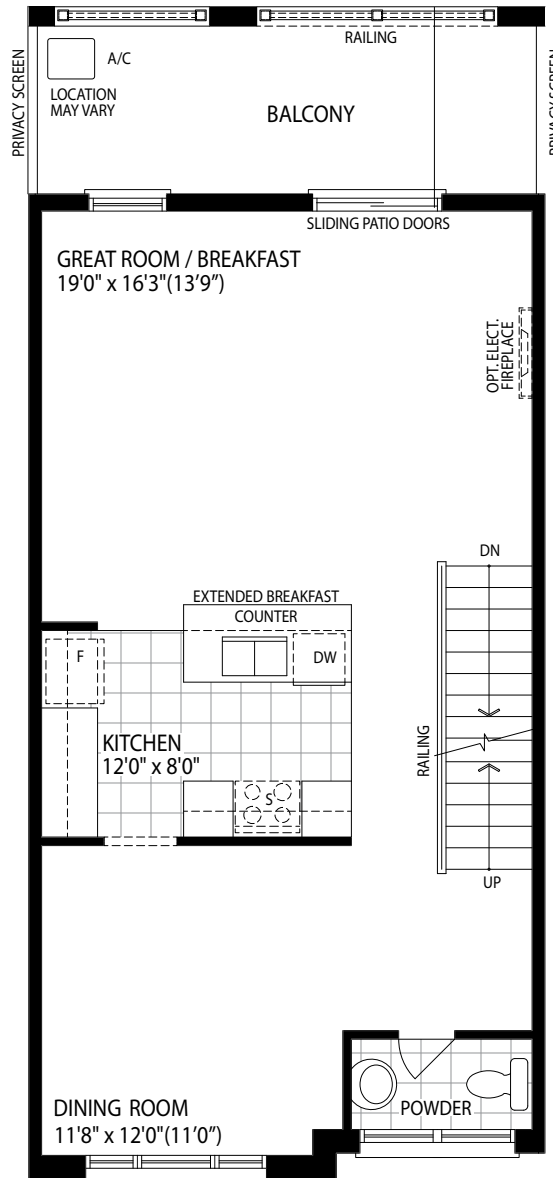 RAILING
PRIVACY SCREEN
A/C
LOCATION
MAY VARY
BALCONY
PRIVACY SCREEN
SLIDING PATIO DOORS
GREAT ROOM / BREAKFAST
19'0" x 16'3"(13’9”)
OPT. ELECT.
FIREPLACE
DN
EXTENDED BREAKFAST
COUNTER
F
DW
KITCHEN
12'0" x 8'0"
S
RAILING
UP
POWDER
DINING ROOM
11'8" x 12'0"(11’0”)